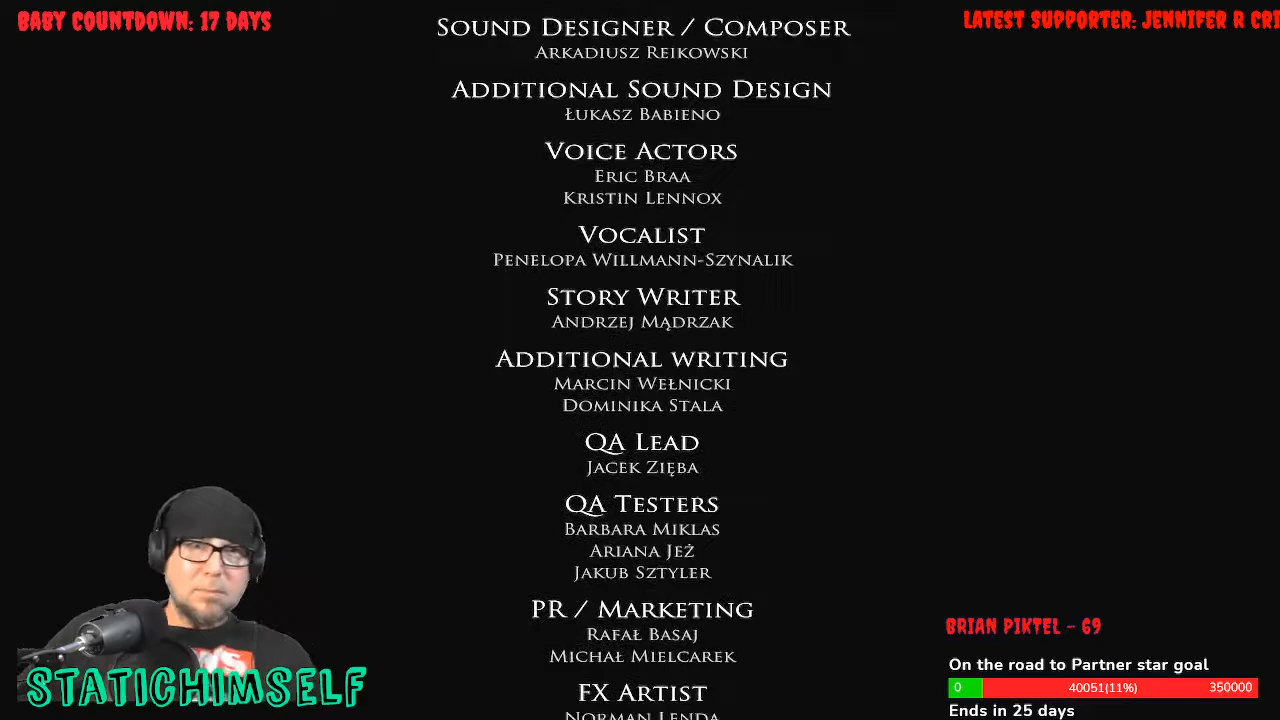 BABY COUNTDOWN: 17 DAYS
LATEST SUPPORTER: JENNIFER R CRI
SOUND DESIGNER / COMPOSER
ARKADIUSZ REIKOWSKI
ADDITIONAL SOUND DESIGN
ŁUKASZ BABIENO
VOICE ACTORS
ERIC BRAA
KRISTIN LENNOX
VOCALIST
PENELOPA WILLMANN-SZYNALIK
STORY WRITER
ANDRZEJ MĄDRZAK
ADDITIONAL WRITING
MARCIN WEŁNICKI
DOMINIKA STALA
QA LEAD
JACEK ZIĘBA
QA TESTERS
BARBARA MIKLAS
ARIANA JEŻ
JAKUB SZTYLER
PR / MARKETING
RAFAŁ BASAJ
MICHAŁ MIELCAREK
FX ARTIST
NORMAN LENDA
STATICHIMSELF
BRIAN PIKTEL - 69
On the road to Partner star goal
0 40051(11%) 350000
Ends in 25 days